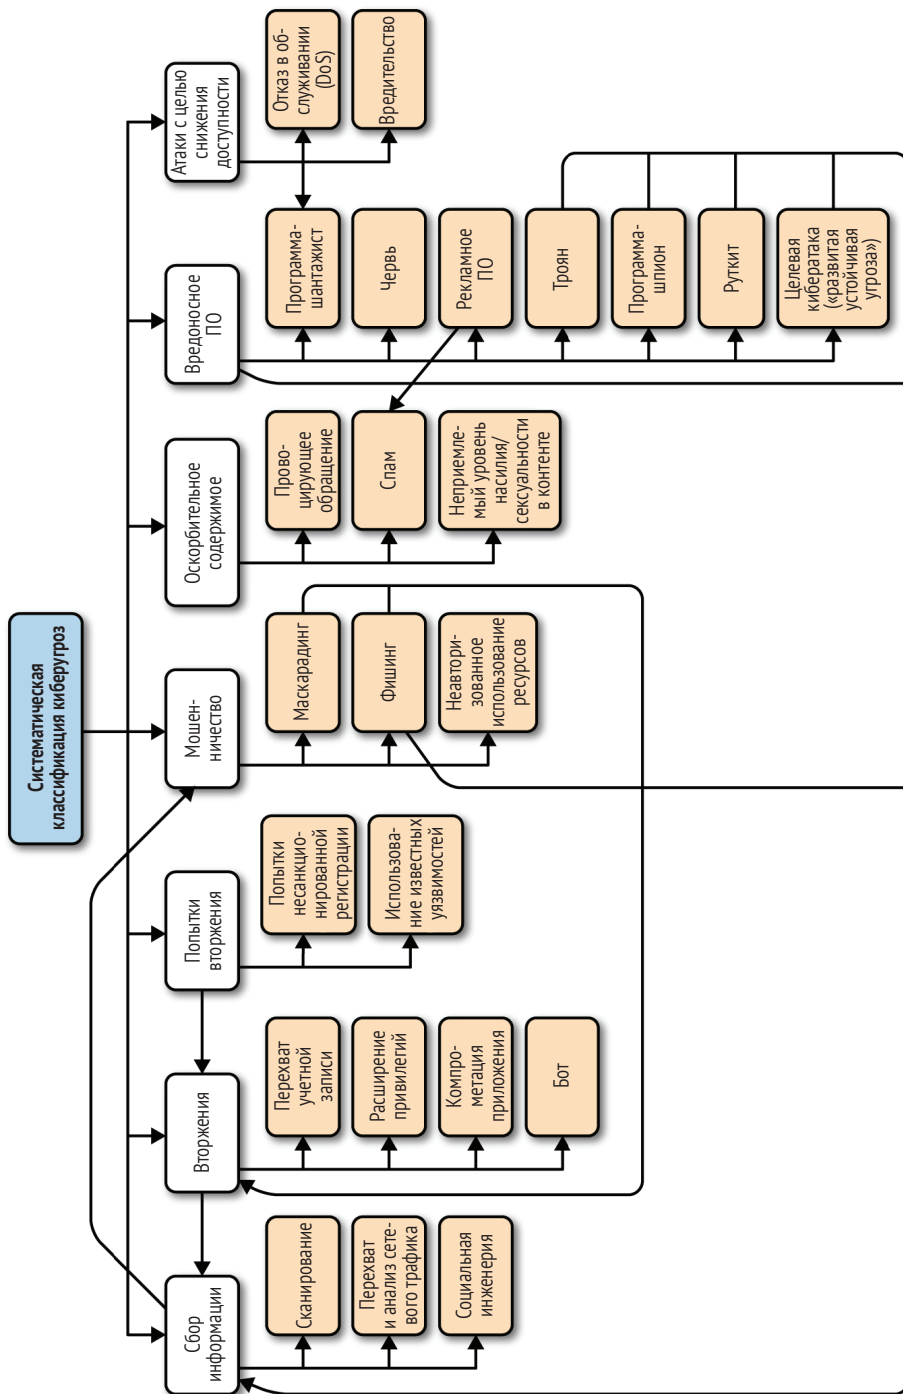 Систематическая
классификация киберугроз
Сбор
информации
Сканирование
Перехват
и анализ сете-
вого трафика
Социальная
инженерия
Вторжения
Перехват
учетной
записи
Расширение
привилегий
Компро-
метация
приложения
Бот
Попытки
вторжения
Попытки
несанкцио-
нированной
регистрации
Использова-
ние известных
уязвимостей
Мошен-
ничество
Маскарадинг
Фишинг
Неавтори-
зованное
использование
ресурсов
Оскорбительное
содержимое
Прово-
цирующее
обращение
Спам
Неприемле-
мый уровень
насилия/
сексуальности
в контенте
Вредоносное
ПО
Программа-
шантажист
Червь
Рекламное
ПО
Троян
Программа-
шпион
Руткит
Целевая
кибератака
(«развитая
устойчивая
угроза»)
Атаки с целью
снижения
доступности
Отказ в об-
служивании
(DoS)
Вредительство